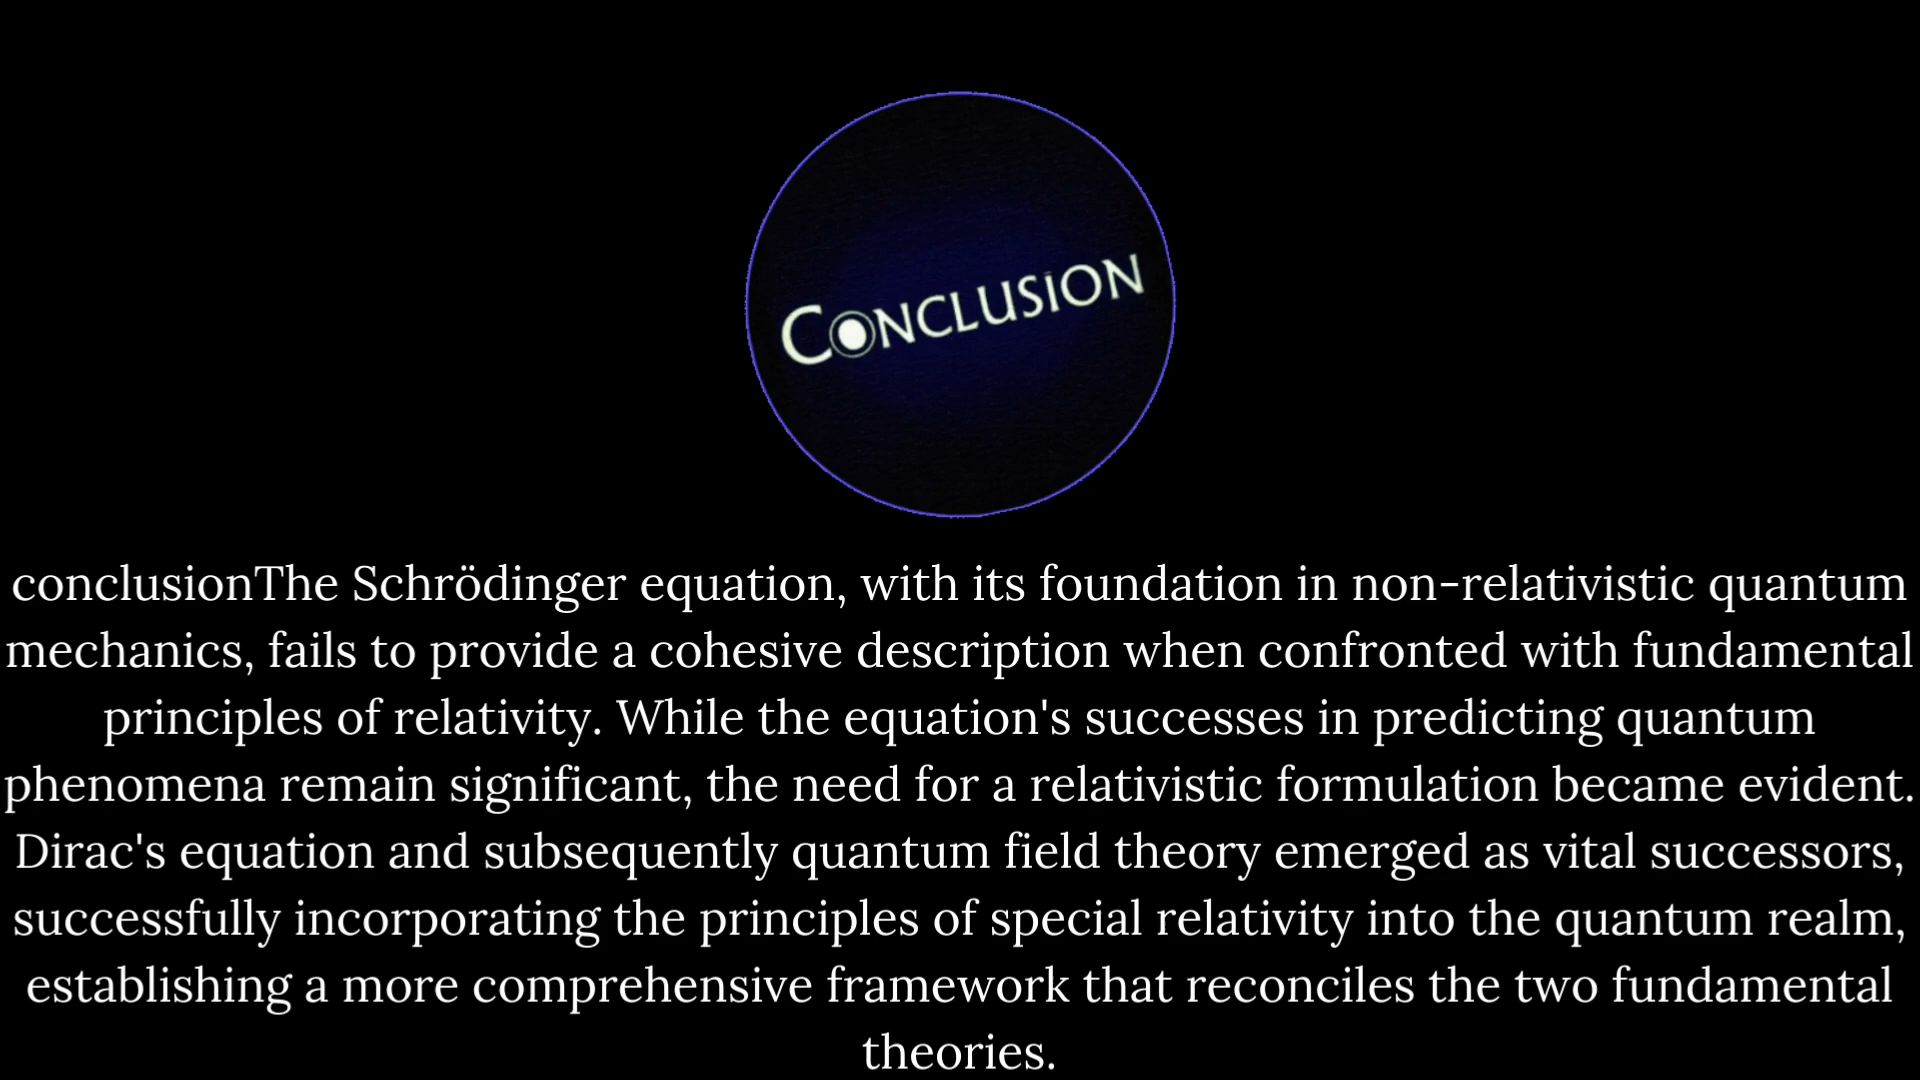 CONCLUSION
conclusionThe Schrödinger equation, with its foundation in non-relativistic quantum
mechanics, fails to provide a cohesive description when confronted with fundamental
principles of relativity. While the equation's successes in predicting quantum
phenomena remain significant, the need for a relativistic formulation became evident.
Dirac's equation and subsequently quantum field theory emerged as vital successors,
successfully incorporating the principles of special relativity into the quantum realm,
establishing a more comprehensive framework that reconciles the two fundamental
theories.